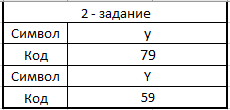 2 - задание
Символ y
Код 79
Символ Y
Код 59